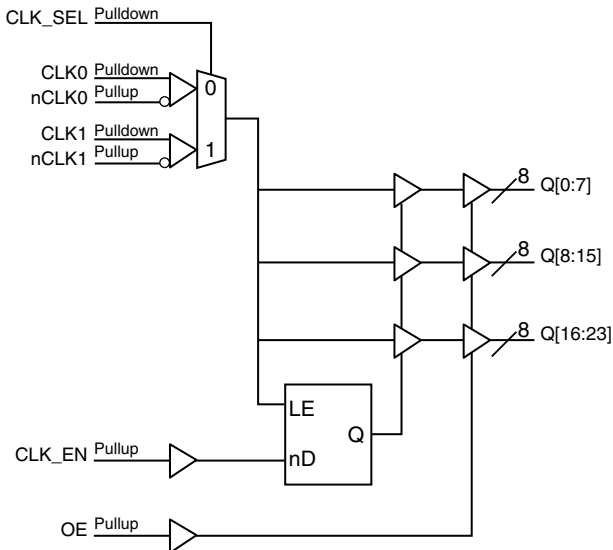 CLK_SEL Pulldown
CLK0 Pulldown
nCLK0 Pullup
0
CLK1 Pulldown
nCLK1 Pullup
1
8 Q[0:7]
8 Q[8:15]
8 Q[16:23]
LE
Q
CLK_EN Pullup
nD
OE Pullup